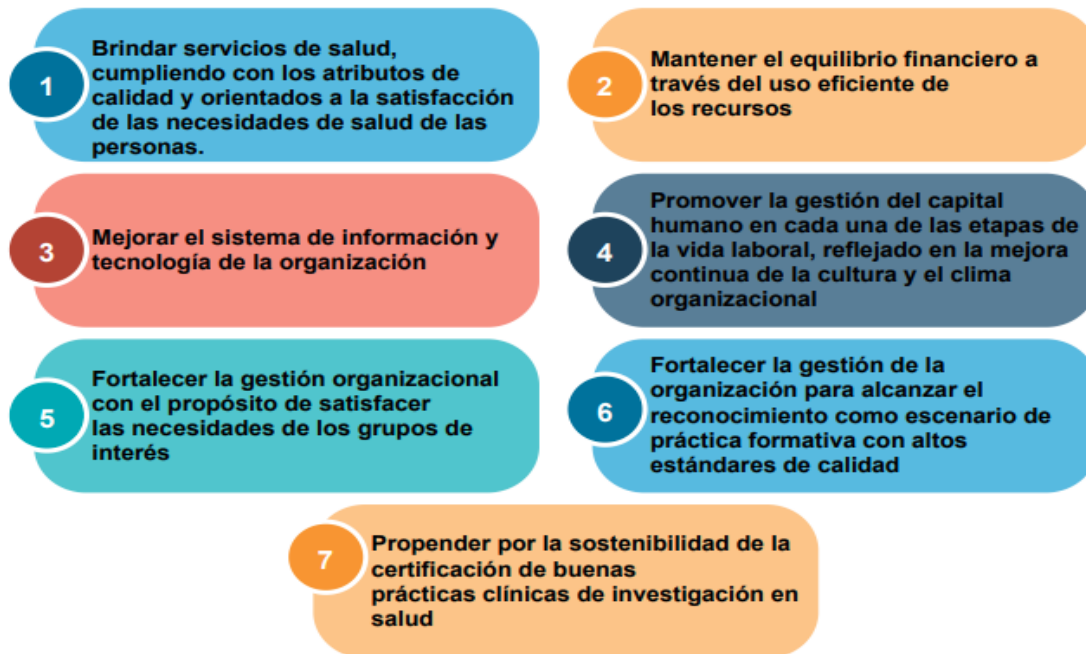 1
Brindar servicios de salud,
cumpliendo con los atributos de
calidad y orientados a la satisfacción
de las necesidades de salud de las
personas.
2
Mantener el equilibrio financiero a
través del uso eficiente de
los recursos
3
Mejorar el sistema de información y
tecnología de la organización
4
Promover la gestión del capital
humano en cada una de las etapas de
la vida laboral, reflejado en la mejora
continua de la cultura y el clima
organizacional
5
Fortalecer la gestión organizacional
con el propósito de satisfacer
las necesidades de los grupos de
interés
6
Fortalecer la gestión de la
organización para alcanzar el
reconocimiento como escenario de
práctica formativa con altos
estándares de calidad
7
Propender por la sostenibilidad de la
certificación de buenas
prácticas clínicas de investigación en
salud